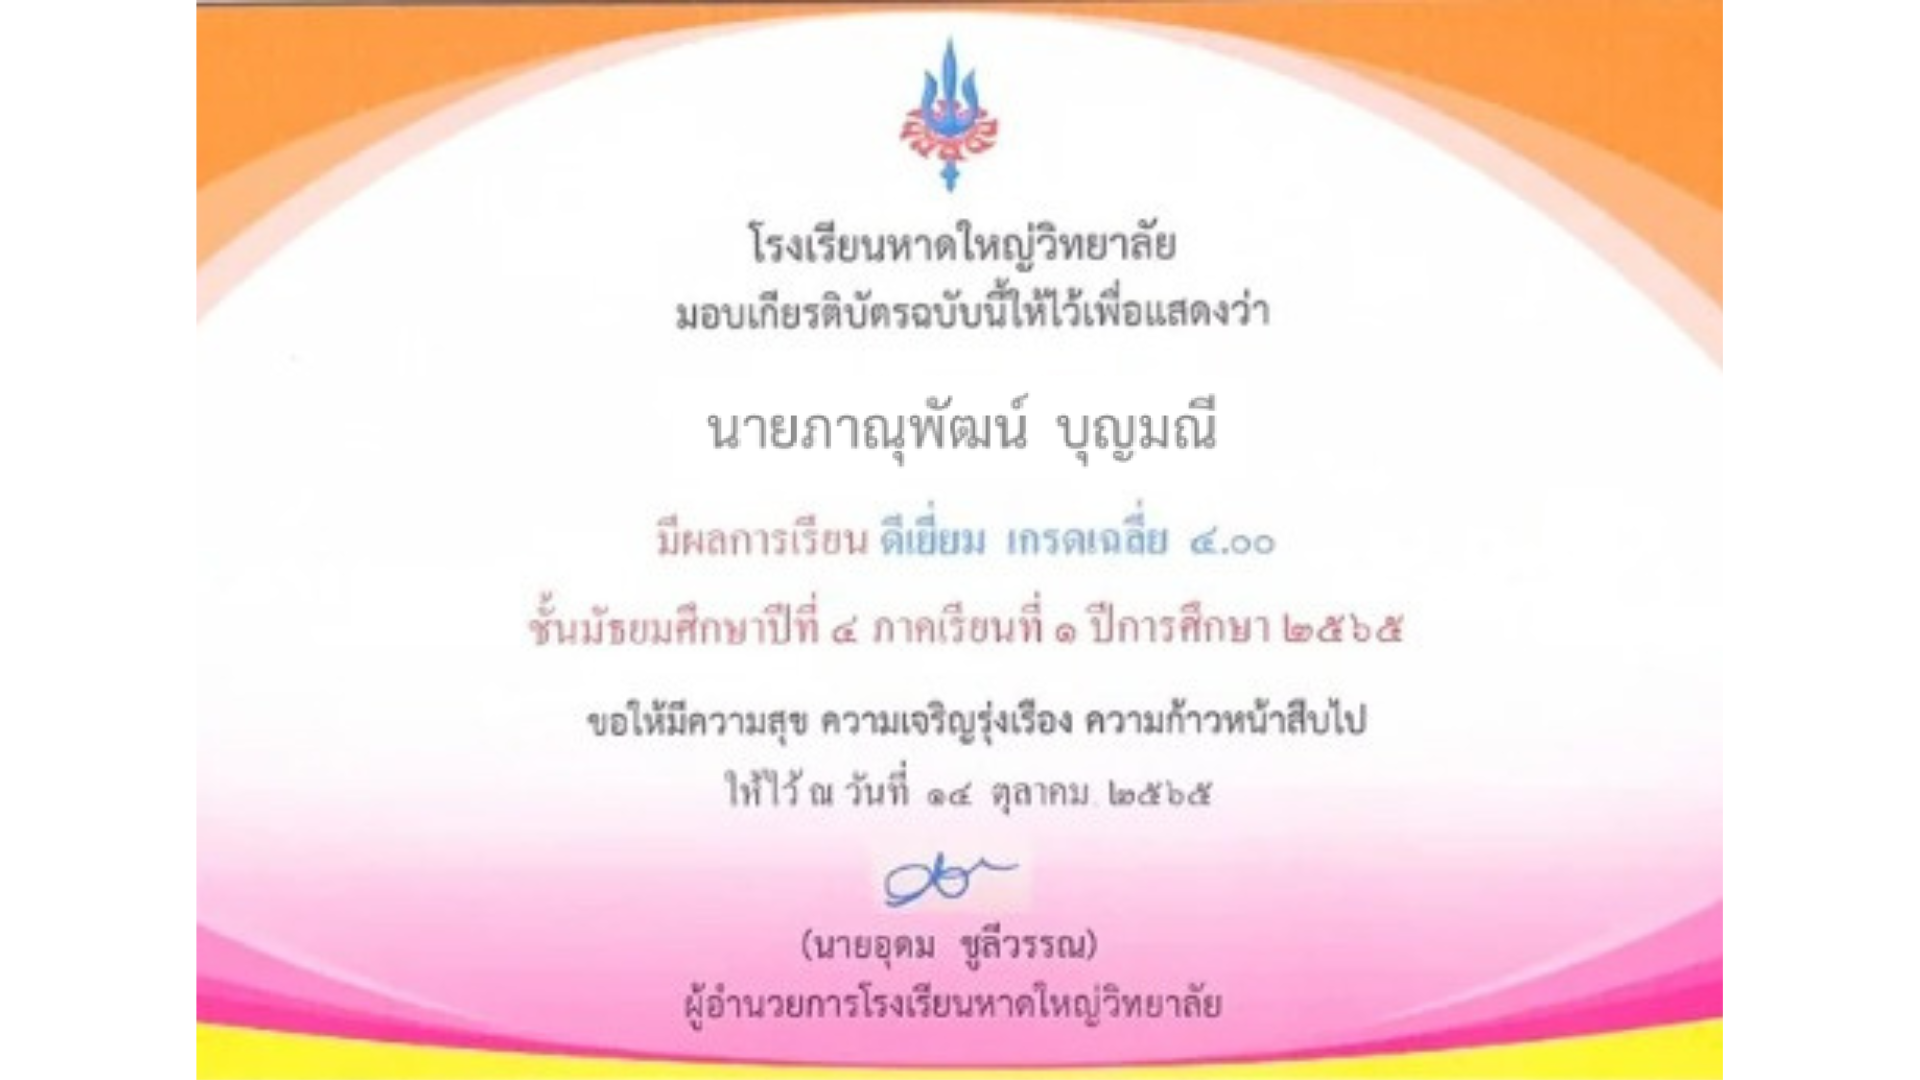 โรงเรียนหาดใหญ่วิทยาลัย
มอบเกียรติบัตรฉบับนี้ให้ไว้เพื่อแสดงว่า
นายภาณุพัฒน์ บุญมณี
มีผลการเรียน ดีเยี่ยม เกรดเฉลี่ย ๔.๐๐
ชั้นมัธยมศึกษาปีที่ ๔ ภาคเรียนที่ ๑ ปีการศึกษา ๒๕๖๕
ขอให้มีความสุข ความเจริญรุ่งเรือง ความก้าวหน้าสืบไป
ให้ไว้ ณ วันที่ ๑๔ ตุลาคม ๒๕๖๕
(นายอุดม ชูลีวรรณ)
ผู้อำนวยการโรงเรียนหาดใหญ่วิทยาลัย